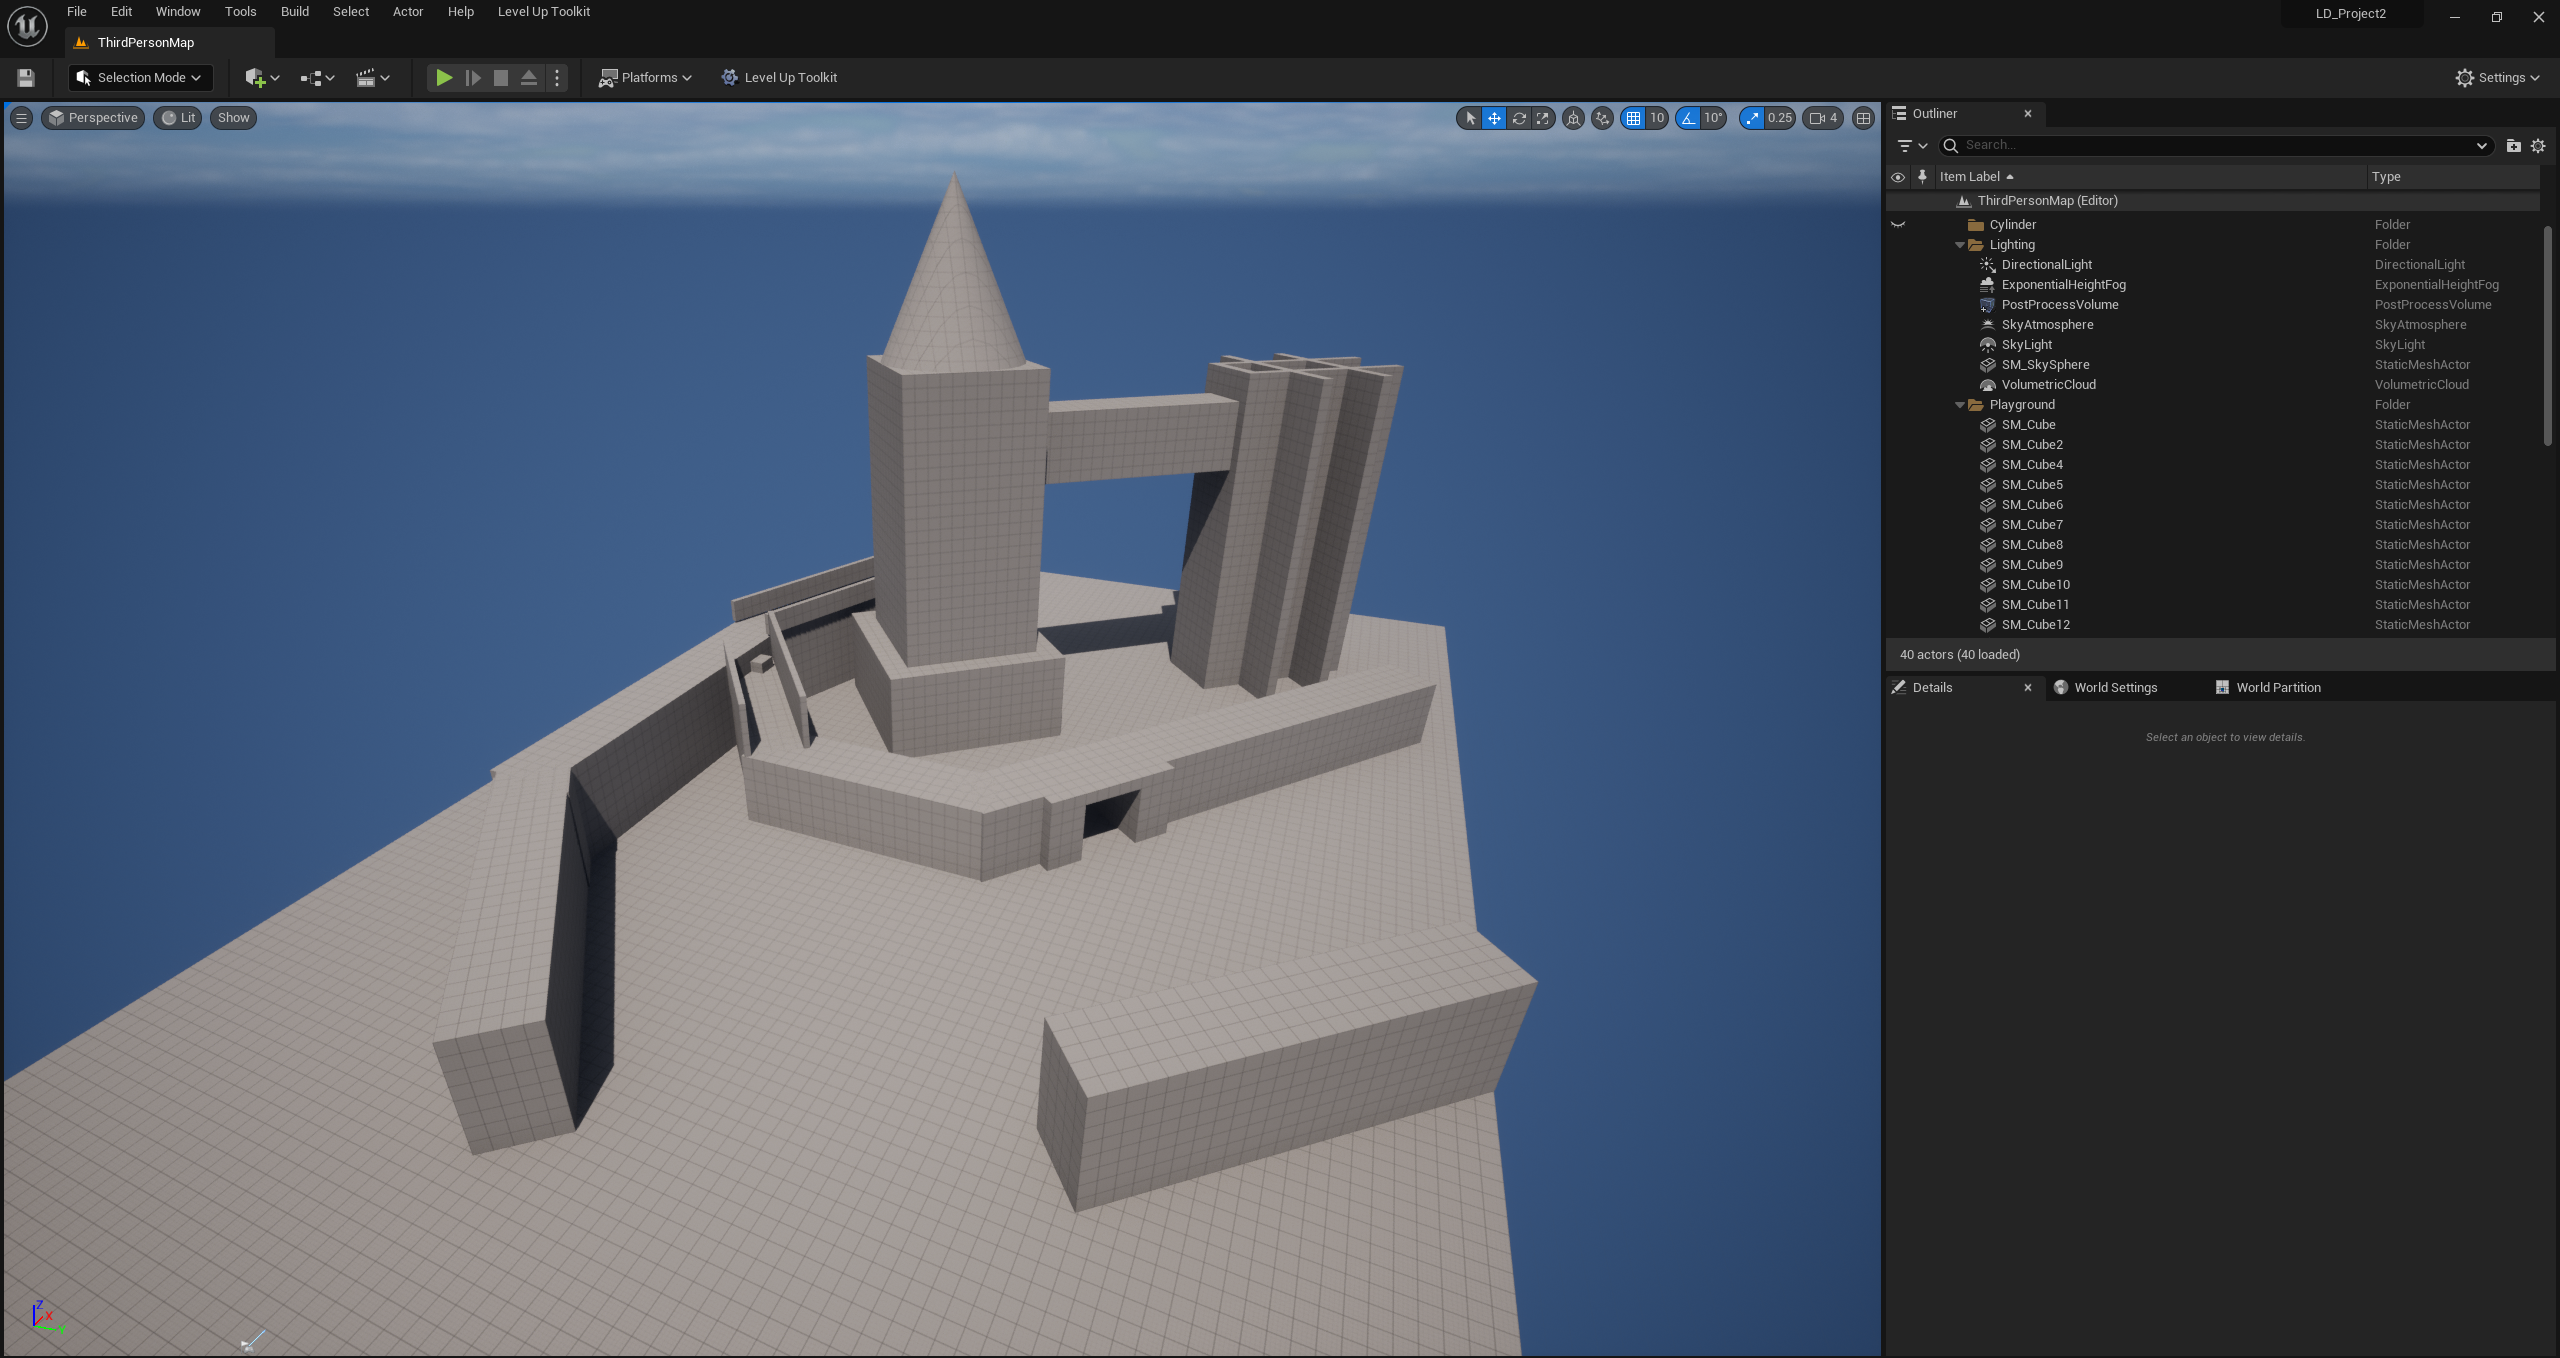 File Edit Window Tools Build Select Actor Help Level Up Toolkit
LD_Project2
ThirdPersonMap
Selection Mode
Platforms
Level Up Toolkit
Settings
Perspective Lit Show
10 10° 0.25 4
Outliner
Search...
Item Label Type
ThirdPersonMap (Editor)
Cylinder Folder
Lighting Folder
DirectionalLight DirectionalLight
ExponentialHeightFog ExponentialHeightFog
PostProcessVolume PostProcessVolume
SkyAtmosphere SkyAtmosphere
SkyLight SkyLight
SM_SkySphere StaticMeshActor
VolumetricCloud VolumetricCloud
Playground Folder
SM_Cube StaticMeshActor
SM_Cube2 StaticMeshActor
SM_Cube4 StaticMeshActor
SM_Cube5 StaticMeshActor
SM_Cube6 StaticMeshActor
SM_Cube7 StaticMeshActor
SM_Cube8 StaticMeshActor
SM_Cube9 StaticMeshActor
SM_Cube10 StaticMeshActor
SM_Cube11 StaticMeshActor
SM_Cube12 StaticMeshActor
40 actors (40 loaded)
Details World Settings World Partition
Select an object to view details.
Z
X
Y